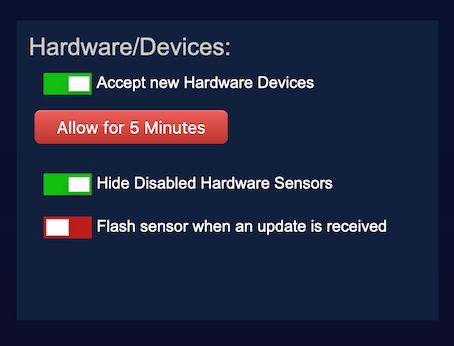 Hardware/Devices:
Accept new Hardware Devices
Allow for 5 Minutes
Hide Disabled Hardware Sensors
Flash sensor when an update is received